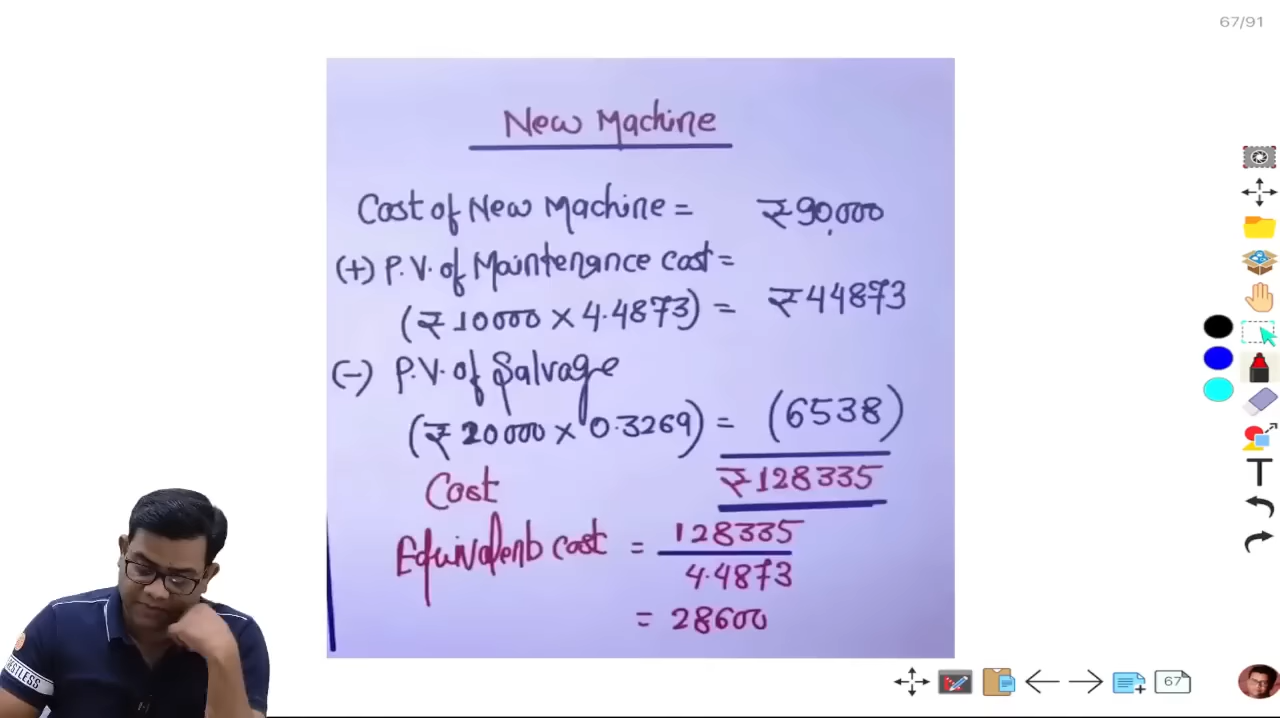 67/91
New Machine
Cost of New Machine = ₹90,000
(+) P.V. of Maintenance cost =
(₹10000 × 4.4873) = ₹44873
(-) P.V. of Salvage
(₹20000 × 0.3269) = (6538)
Cost ₹128335
Equivalent cost = 128335
4.4873
= 28600
T
67